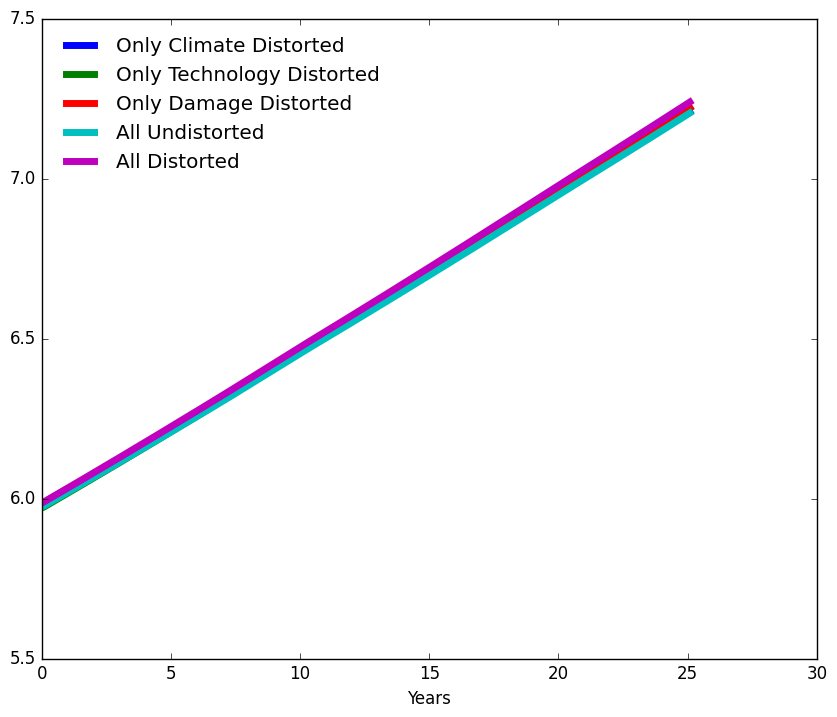 7.5
Only Climate Distorted
Only Technology Distorted
Only Damage Distorted
All Undistorted
All Distorted
7.0
6.5
6.0
5.5
0 5 10 15 20 25 30
Years